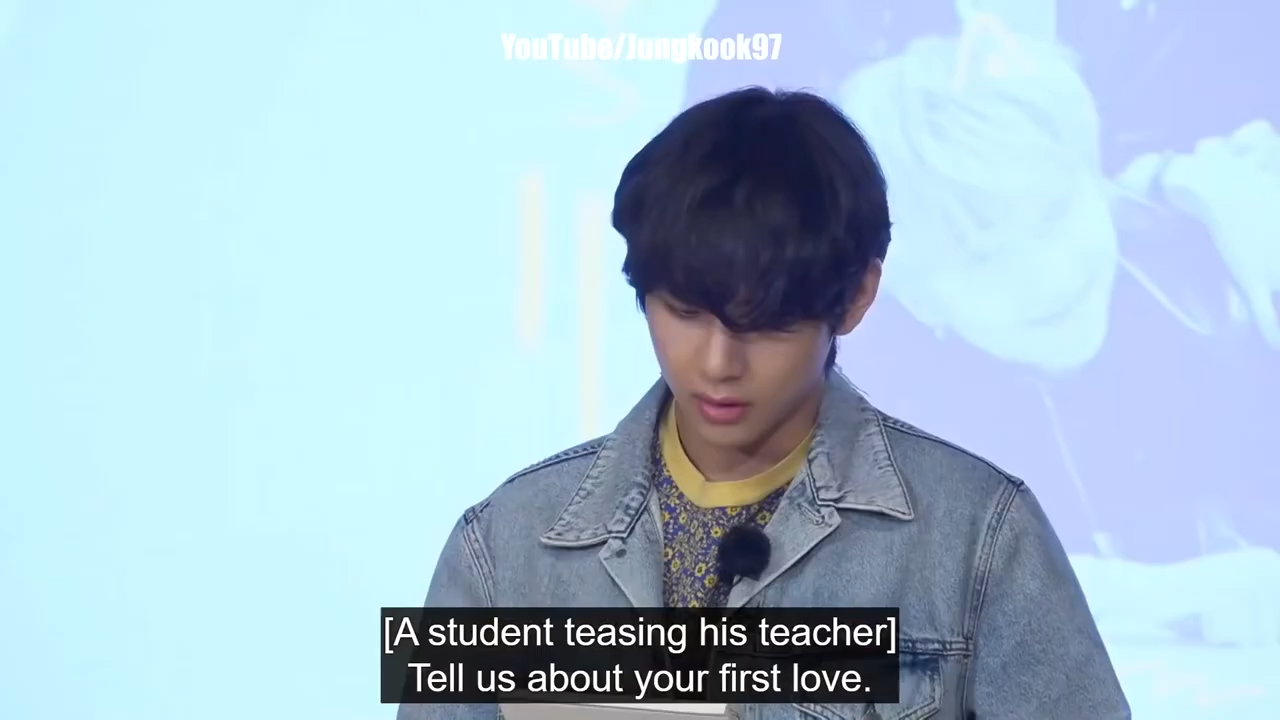 YouTube/Jungkook97
[A student teasing his teacher]
Tell us about your first love.